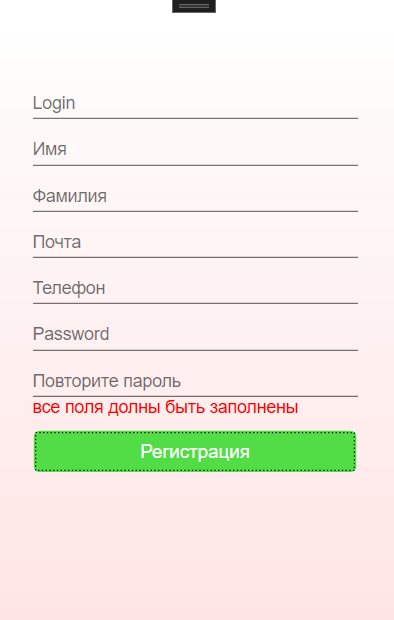 Login
Имя
Фамилия
Почта
Телефон
Password
Повторите пароль
все поля долны быть заполнены
Регистрация